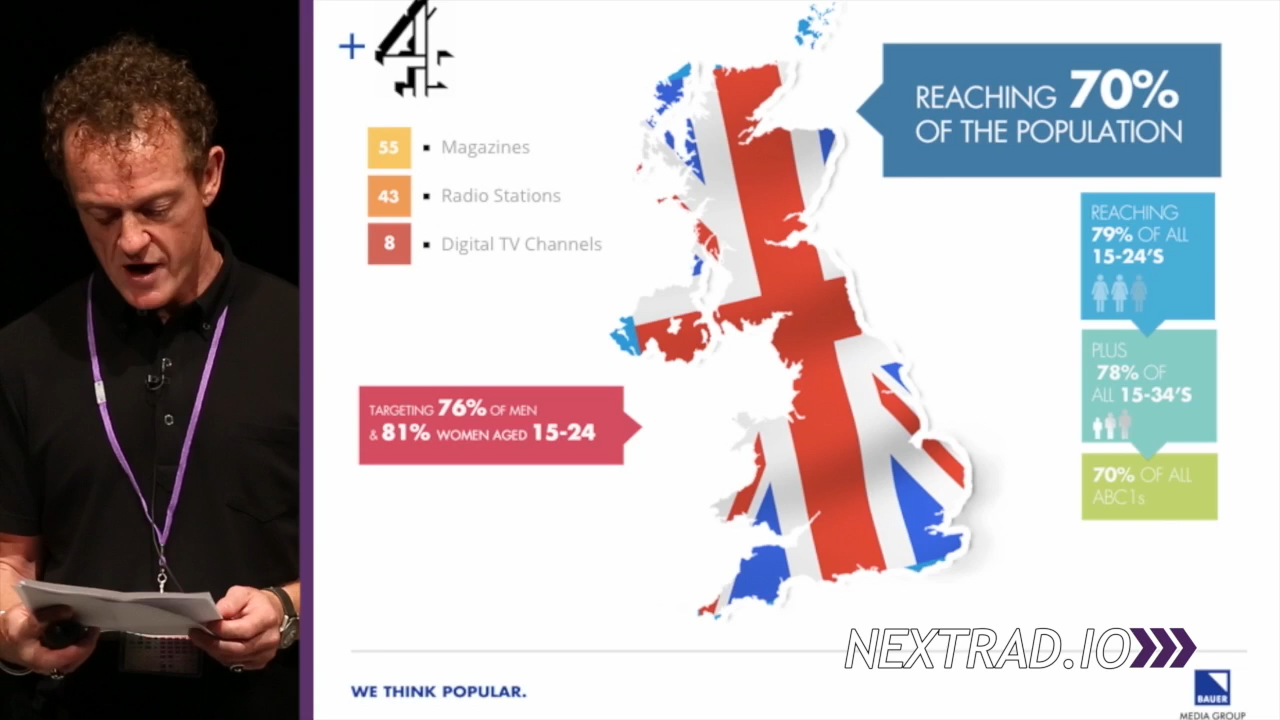 + 4
55 ▪ Magazines
43 ▪ Radio Stations
8 ▪ Digital TV Channels
REACHING 70%
OF THE POPULATION
REACHING
79% OF ALL
15-24'S
PLUS
78% OF
ALL 15-34'S
70% OF ALL
ABC1s
TARGETING 76% OF MEN
& 81% WOMEN AGED 15-24
NEXTRAD.IO
WE THINK POPULAR.
BAUER
MEDIA GROUP